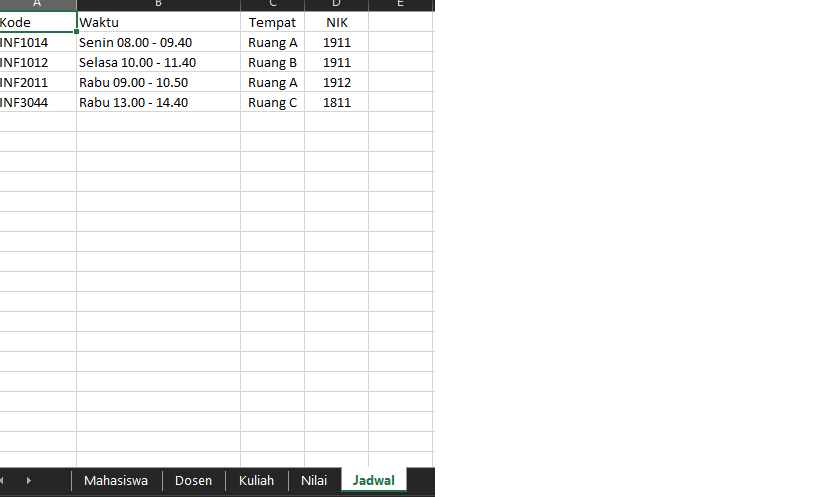 A B C D E
Kode Waktu Tempat NIK
INF1014 Senin 08.00 - 09.40 Ruang A 1911
INF1012 Selasa 10.00 - 11.40 Ruang B 1911
INF2011 Rabu 09.00 - 10.50 Ruang A 1912
INF3044 Rabu 13.00 - 14.40 Ruang C 1811
Mahasiswa Dosen Kuliah Nilai Jadwal